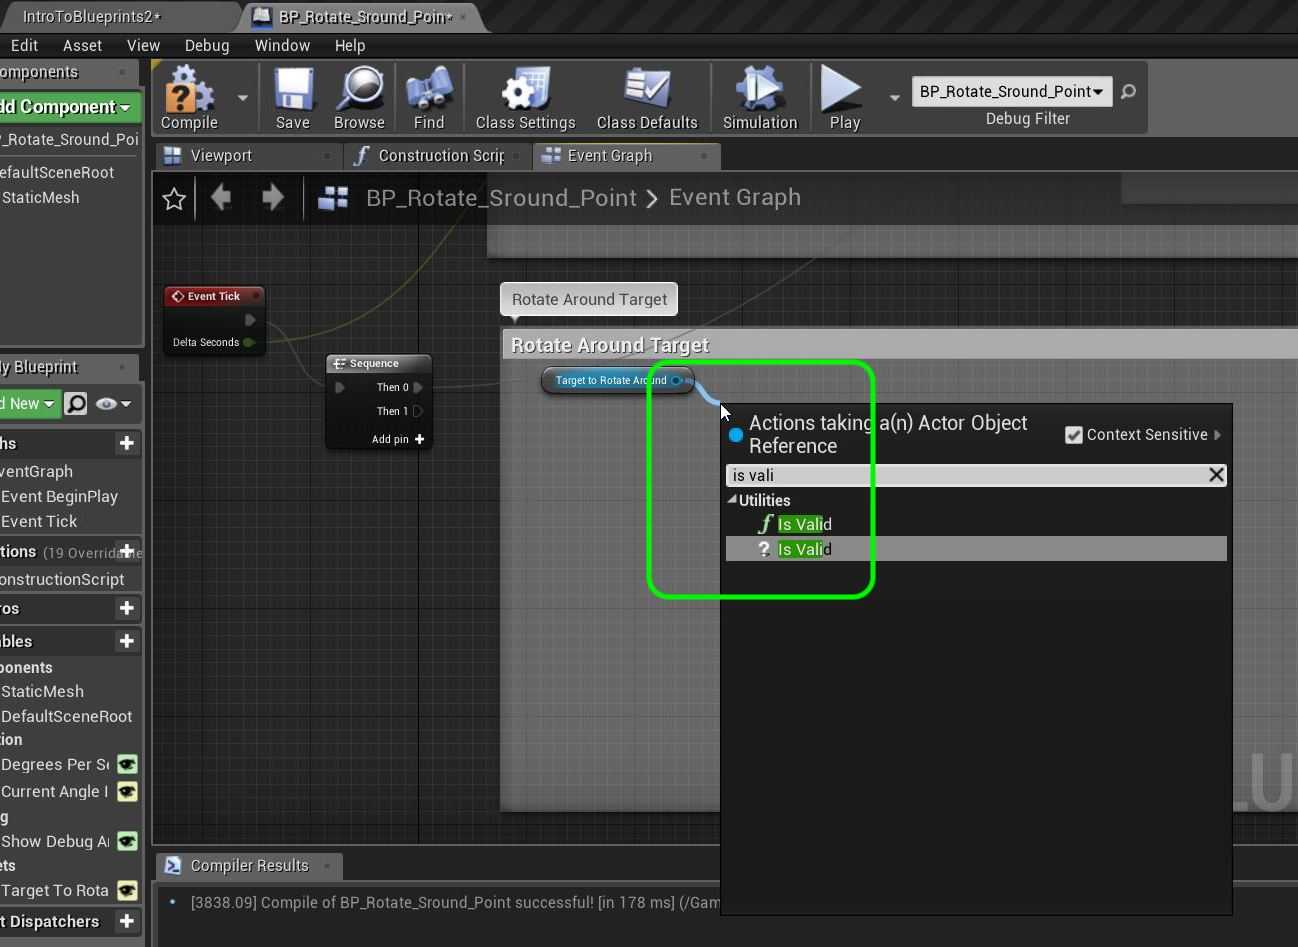 IntroToBlueprints2*
BP_Rotate_Sround_Poin*
Edit Asset View Debug Window Help
omponents
dd Component
_Rotate_Sround_Poi
efaultSceneRoot
StaticMesh
Compile
Save
Browse
Find
Class Settings
Class Defaults
Simulation
Play
BP_Rotate_Sround_Point
Debug Filter
Viewport
Construction Scrip
Event Graph
BP_Rotate_Sround_Point > Event Graph
Event Tick
Delta Seconds
Sequence
Then 0
Then 1
Add pin +
Rotate Around Target
Rotate Around Target
Target to Rotate Around
Actions taking a(n) Actor Object
Reference
Context Sensitive
is vali
Utilities
f Is Valid
? Is Valid
y Blueprint
d New
hs
ventGraph
Event BeginPlay
Event Tick
tions (19 Overridable
onstructionScript
ros
bles
ponents
StaticMesh
DefaultSceneRoot
tion
Degrees Per Se
Current Angle I
g
Show Debug Ar
ets
Target To Rota
t Dispatchers
LU
Compiler Results
[3838.09] Compile of BP_Rotate_Sround_Point successful! [in 178 ms] (/Gam